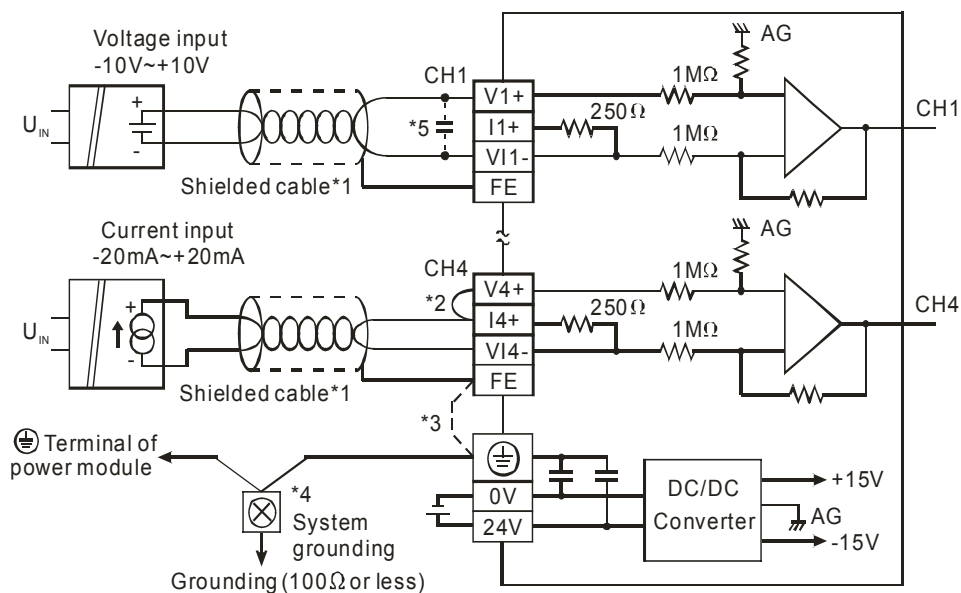 Voltage input
-10V~+10V
CH1
AG
1MΩ
CH1
+
-
U_IN
*5
V1+
I1+
VI1-
FE
250Ω
1MΩ
Shielded cable*1
Current input
-20mA~+20mA
CH4
AG
1MΩ
CH4
+
-
U_IN
*2
V4+
I4+
VI4-
FE
250Ω
1MΩ
Shielded cable*1
*3
Terminal of
power module
*4
System
grounding
Grounding (100Ω or less)
0V
24V
DC/DC
Converter
+15V
AG
-15V